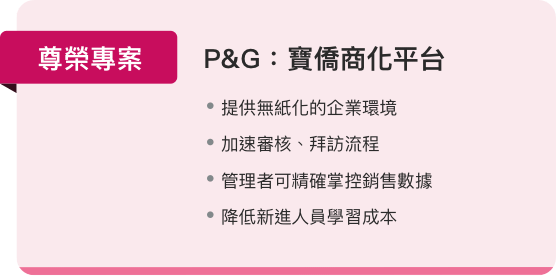 尊榮專案
P&G：寶僑商化平台
• 提供無紙化的企業環境
• 加速審核、拜訪流程
• 管理者可精確掌控銷售數據
• 降低新進人員學習成本